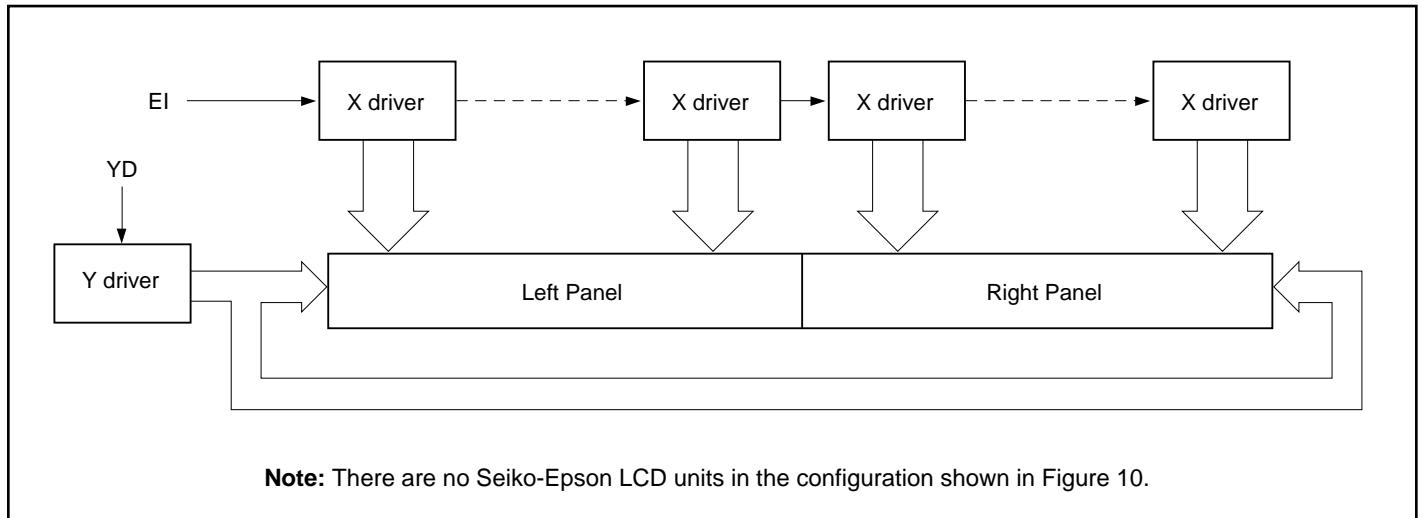 EI
X driver
X driver
X driver
X driver
YD
Y driver
Left Panel
Right Panel
Note: There are no Seiko-Epson LCD units in the configuration shown in Figure 10.